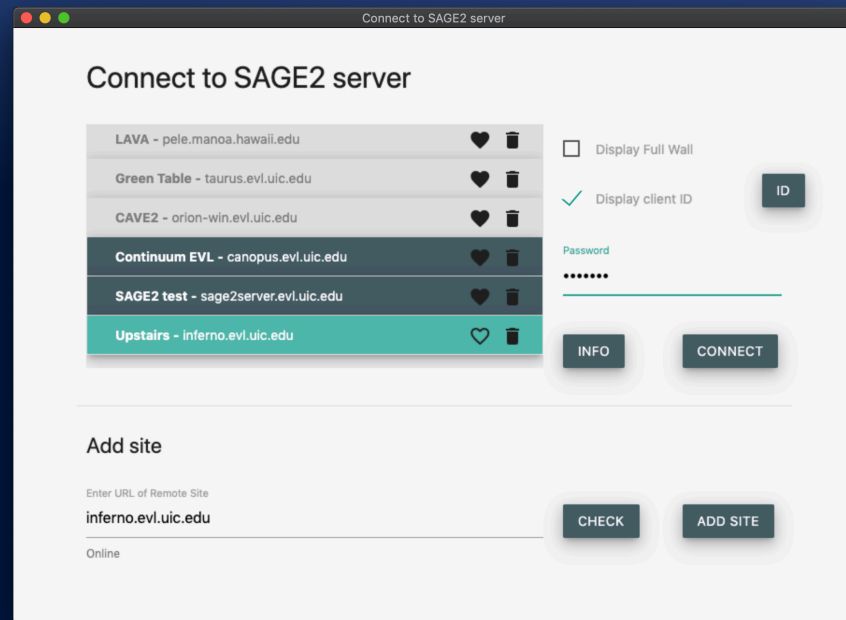 Connect to SAGE2 server
Connect to SAGE2 server
LAVA - pele.manoa.hawaii.edu
Green Table - taurus.evl.uic.edu
CAVE2 - orion-win.evl.uic.edu
Continuum EVL - canopus.evl.uic.edu
SAGE2 test - sage2server.evl.uic.edu
Upstairs - inferno.evl.uic.edu
Display Full Wall
Display client ID
ID
Password
•••••••
INFO
CONNECT
Add site
Enter URL of Remote Site
inferno.evl.uic.edu
Online
CHECK
ADD SITE